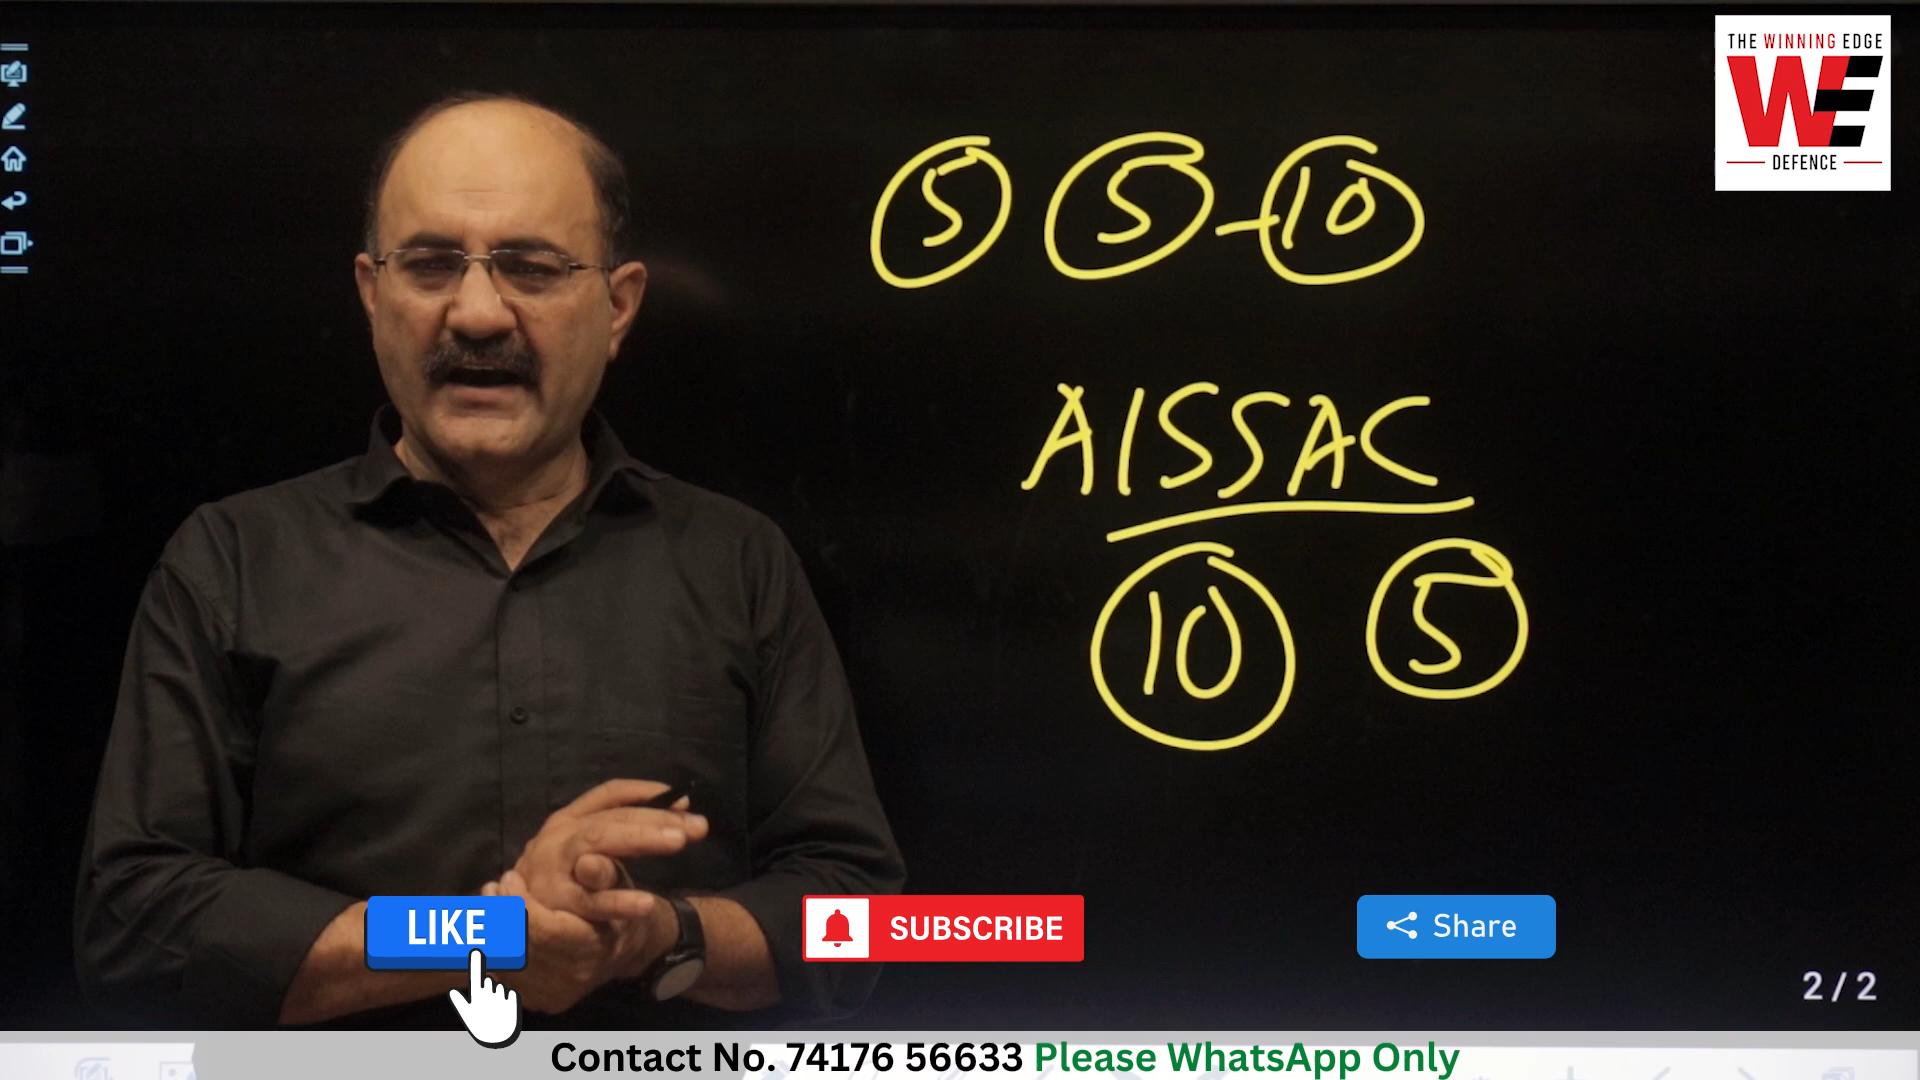 THE WINNING EDGE
WE
DEFENCE
5 5 - 10
AISSAC
10 5
LIKE
SUBSCRIBE
Share
2 / 2
Contact No. 74176 56633 Please WhatsApp Only